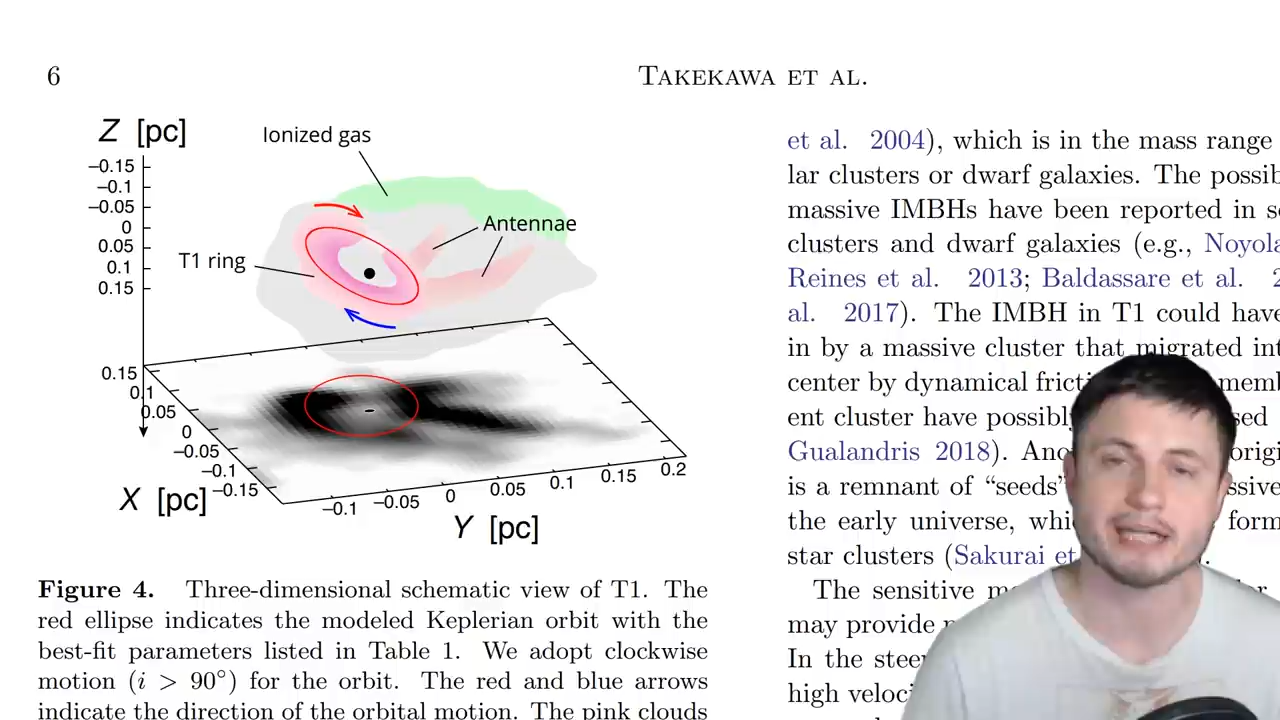 6
TAKEKAWA ET AL.
Z [pc]
−0.15
−0.1
−0.05
0
0.05
0.1
0.15
Ionized gas
Antennae
T1 ring
0.15
0.1
0.05
0
−0.05
−0.1
−0.15
X [pc]
−0.1
−0.05
0
0.05
0.1
0.15
0.2
Y [pc]
Figure 4. Three-dimensional schematic view of T1. The
red ellipse indicates the modeled Keplerian orbit with the
best-fit parameters listed in Table 1. We adopt clockwise
motion (i > 90°) for the orbit. The red and blue arrows
indicate the direction of the orbital motion. The pink clouds
et al. 2004), which is in the mass range
lar clusters or dwarf galaxies. The
massive IMBHs have been reported in
clusters and dwarf galaxies (e.g.,
Reines et al. 2013; Baldassare et al.
al. 2017). The IMBH in T1 could have
in by a massive cluster that migrated
center by dynamical
ent cluster have
Gualandris 2018).
is a remnant of “seeds”
the early universe,
star clusters (Sakurai et
The sensitive
may provide
In the
high